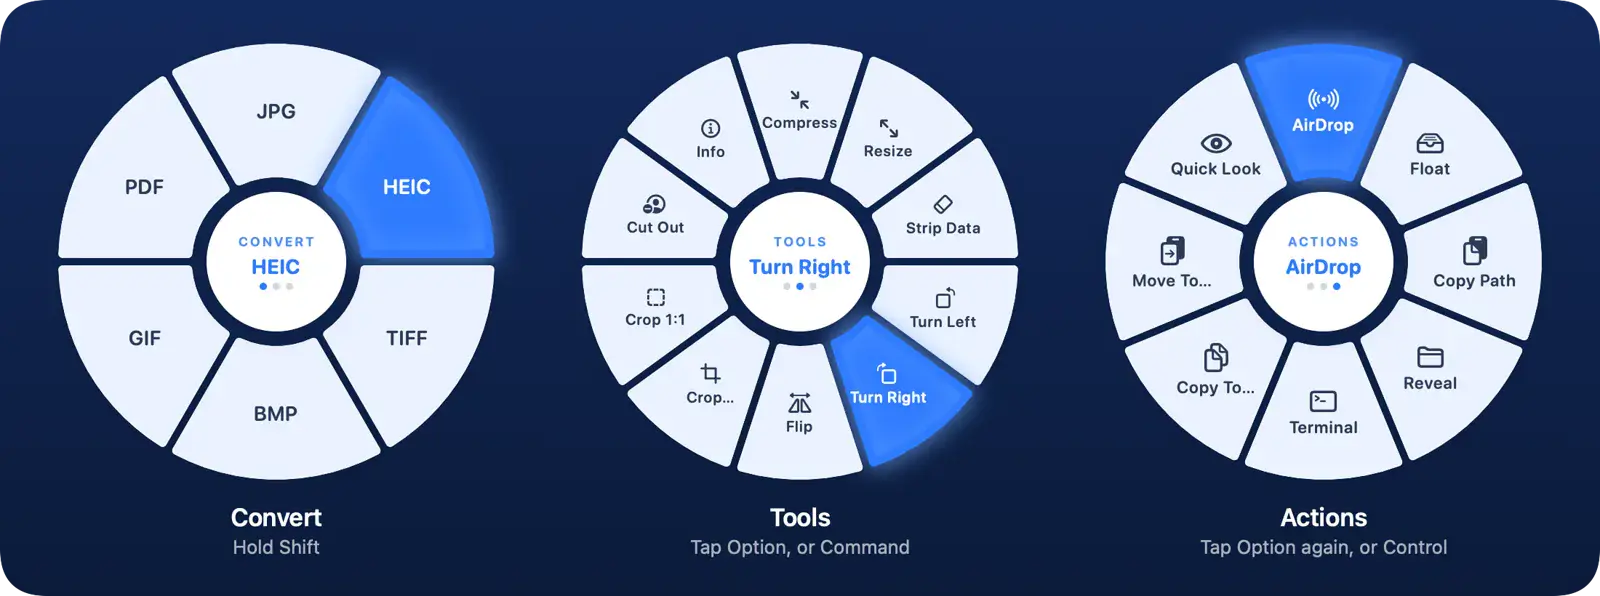 JPG
HEIC
TIFF
BMP
GIF
PDF
CONVERT
HEIC
Convert
Hold Shift
Compress
Resize
Strip Data
Turn Left
Turn Right
Flip
Crop...
Crop 1:1
Cut Out
Info
TOOLS
Turn Right
Tools
Tap Option, or Command
AirDrop
Float
Copy Path
Reveal
Terminal
Copy To...
Move To...
Quick Look
ACTIONS
AirDrop
Actions
Tap Option again, or Control